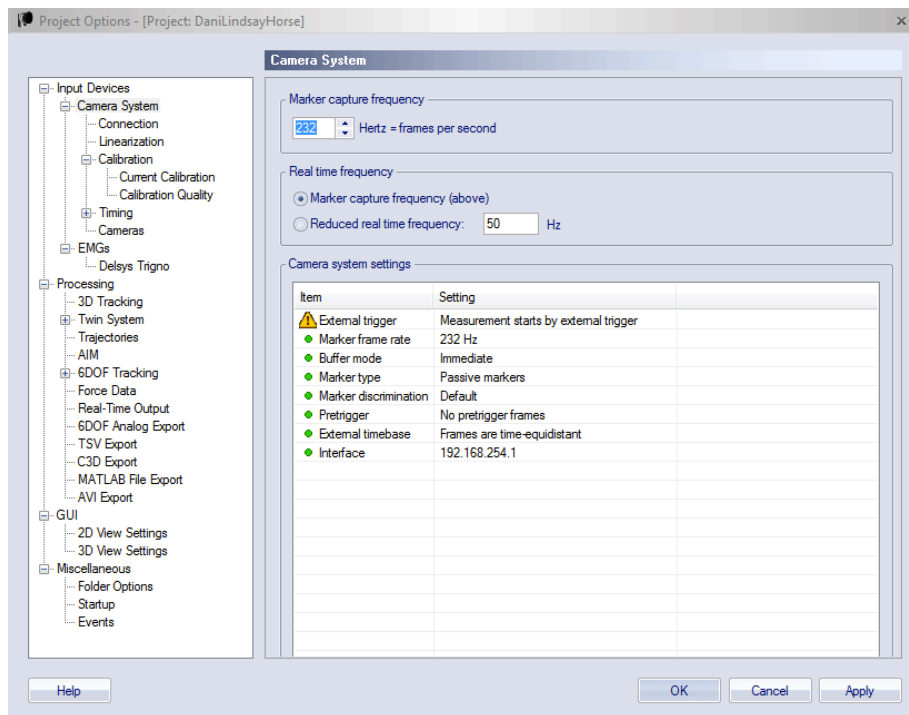 Project Options - [Project: DaniLindsayHorse]
Input Devices
Camera System
Connection
Linearization
Calibration
Current Calibration
Calibration Quality
Timing
Cameras
EMGs
Delsys Trigno
Processing
3D Tracking
Twin System
Trajectories
AIM
6DOF Tracking
Force Data
Real-Time Output
6DOF Analog Export
TSV Export
C3D Export
MATLAB File Export
AVI Export
GUI
2D View Settings
3D View Settings
Miscellaneous
Folder Options
Startup
Events
Camera System
Marker capture frequency
232 Hertz = frames per second
Real time frequency
Marker capture frequency (above)
Reduced real time frequency: 50 Hz
Camera system settings
Item Setting
External trigger Measurement starts by external trigger
Marker frame rate 232 Hz
Buffer mode Immediate
Marker type Passive markers
Marker discrimination Default
Pretrigger No pretrigger frames
External timebase Frames are time-equidistant
Interface 192.168.254.1
Help OK Cancel Apply